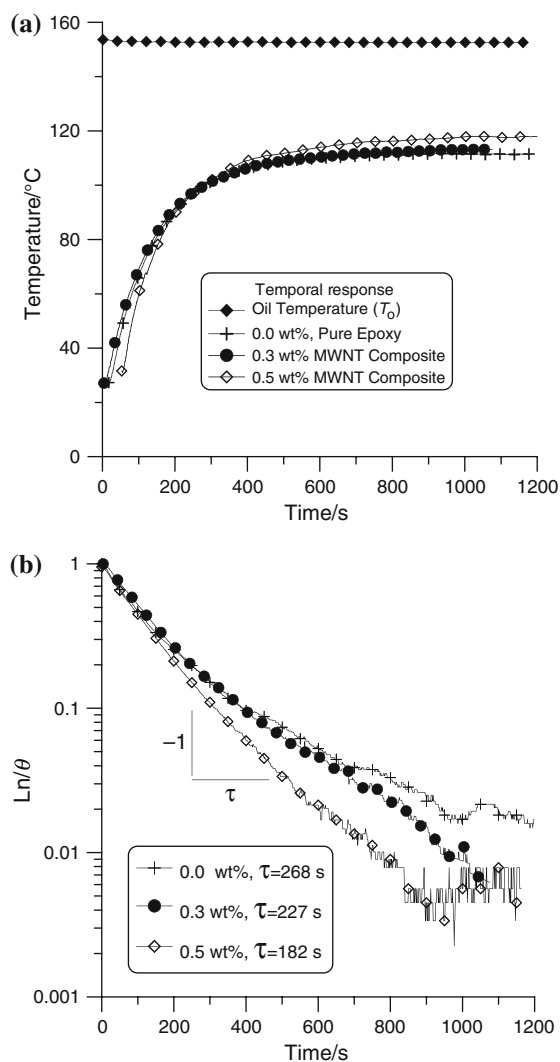 (a)
160
120
80
40
0
Temperature/°C
Temporal response
Oil Temperature (To)
0.0 wt%, Pure Epoxy
0.3 wt% MWNT Composite
0.5 wt% MWNT Composite
0 200 400 600 800 1000 1200
Time/s
(b)
1
0.1
0.01
0.001
Ln/θ
−1
τ
0.0 wt%, τ=268 s
0.3 wt%, τ=227 s
0.5 wt%, τ=182 s
0 200 400 600 800 1000 1200
Time/s